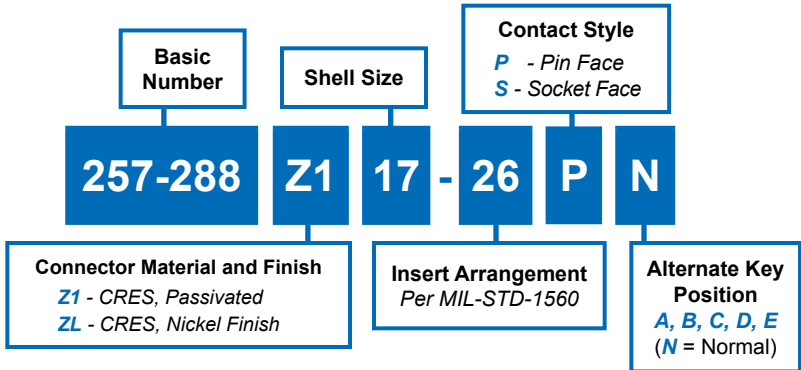 Basic
Number
Shell Size
Contact Style
P - Pin Face
S - Socket Face
257-288 Z1 17 - 26 P N
Connector Material and Finish
Z1 - CRES, Passivated
ZL - CRES, Nickel Finish
Insert Arrangement
Per MIL-STD-1560
Alternate Key
Position
A, B, C, D, E
(N = Normal)